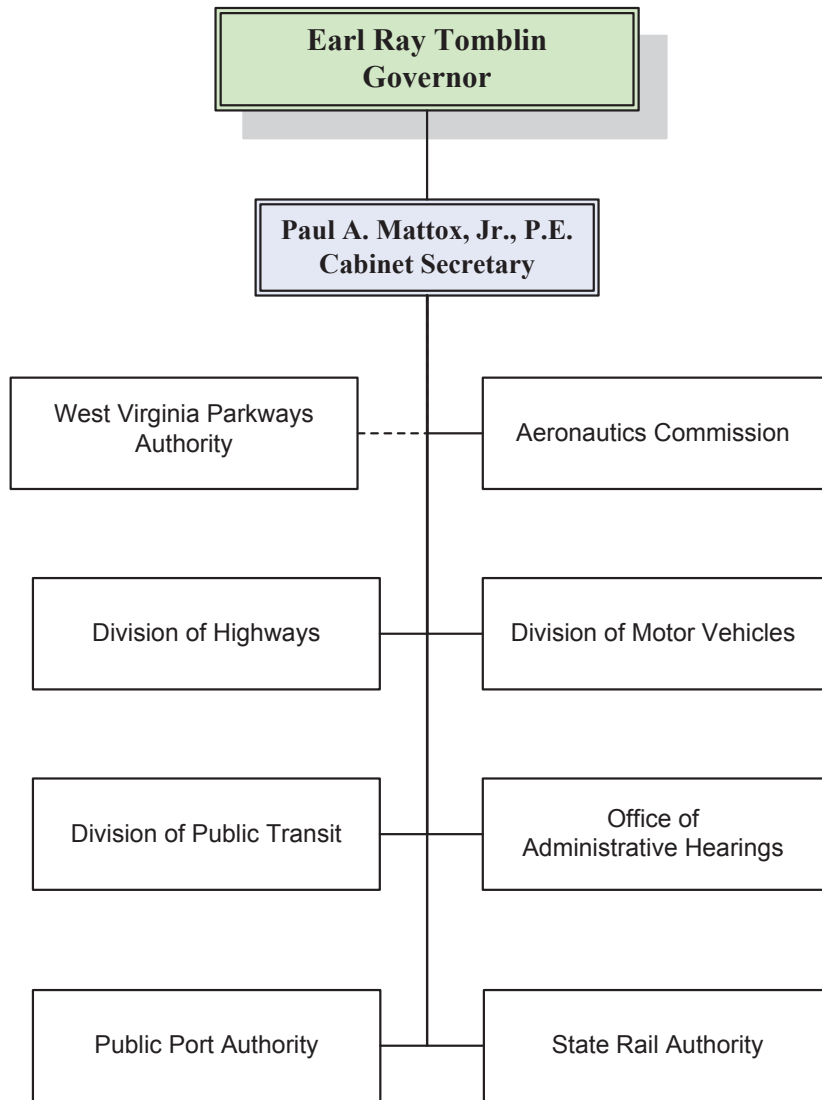 Earl Ray Tomblin
Governor
Paul A. Mattox, Jr., P.E.
Cabinet Secretary
West Virginia Parkways
Authority
Aeronautics Commission
Division of Highways
Division of Motor Vehicles
Division of Public Transit
Office of
Administrative Hearings
Public Port Authority
State Rail Authority